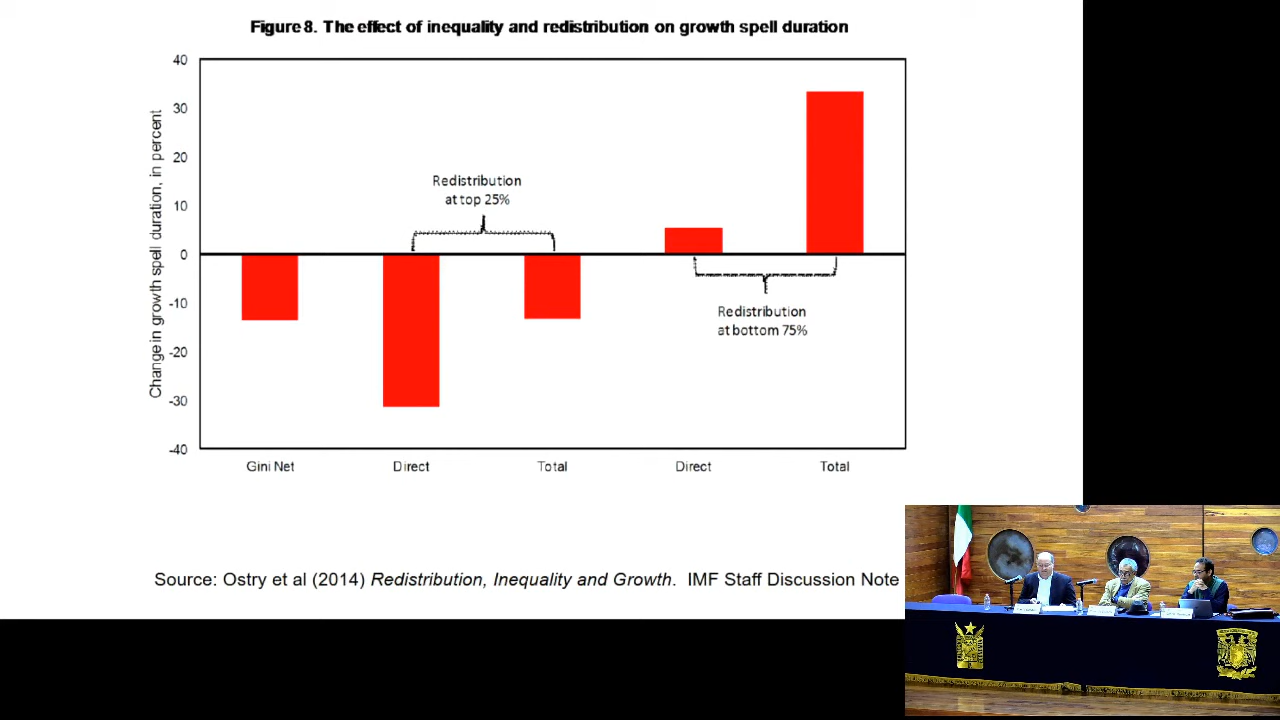 Figure 8. The effect of inequality and redistribution on growth spell duration
Change in growth spell duration, in percent
40
30
20
10
0
-10
-20
-30
-40
Redistribution
at top 25%
Redistribution
at bottom 75%
Gini Net
Direct
Total
Direct
Total
Source: Ostry et al (2014) Redistribution, Inequality and Growth. IMF Staff Discussion Note